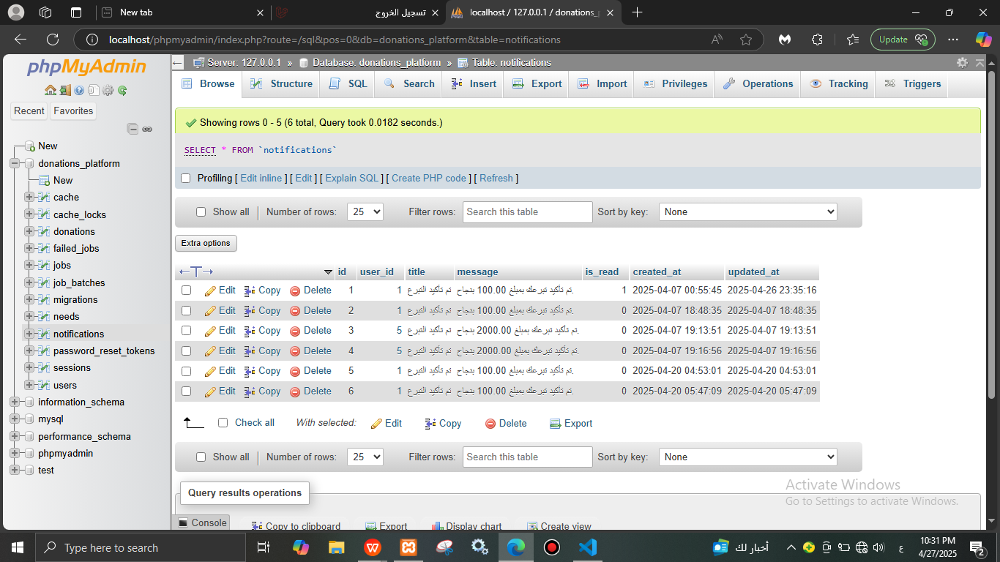 New tab
تسجيل الخروج
localhost / 127.0.0.1 / donations_p
localhost/phpmyadmin/index.php?route=/sql&pos=0&db=donations_platform&table=notifications
Update
phpMyAdmin
Recent
Favorites
New
donations_platform
New
cache
cache_locks
donations
failed_jobs
jobs
job_batches
migrations
needs
notifications
password_reset_tokens
sessions
users
information_schema
mysql
performance_schema
phpmyadmin
test
Server: 127.0.0.1 » Database: donations_platform » Table: notifications
Browse Structure SQL Search Insert Export Import Privileges Operations Tracking Triggers
Showing rows 0 - 5 (6 total, Query took 0.0182 seconds.)
SELECT * FROM `notifications`
Profiling [ Edit inline ] [ Edit ] [ Explain SQL ] [ Create PHP code ] [ Refresh ]
Show all | Number of rows: 25 Filter rows: Search this table Sort by key: None
Extra options
id user_id title message is_read created_at updated_at
Edit Copy Delete 1 1 تم تأكيد التبرع تم تأكيد تبرعك بمبلغ 100.00 بنجاح. 1 2025-04-07 00:55:45 2025-04-26 23:35:16
Edit Copy Delete 2 1 تم تأكيد التبرع تم تأكيد تبرعك بمبلغ 100.00 بنجاح. 0 2025-04-07 18:48:35 2025-04-07 18:48:35
Edit Copy Delete 3 5 تم تأكيد التبرع تم تأكيد تبرعك بمبلغ 2000.00 بنجاح. 0 2025-04-07 19:13:51 2025-04-07 19:13:51
Edit Copy Delete 4 5 تم تأكيد التبرع تم تأكيد تبرعك بمبلغ 2000.00 بنجاح. 0 2025-04-07 19:16:56 2025-04-07 19:16:56
Edit Copy Delete 5 1 تم تأكيد التبرع تم تأكيد تبرعك بمبلغ 100.00 بنجاح. 0 2025-04-20 04:53:01 2025-04-20 04:53:01
Edit Copy Delete 6 1 تم تأكيد التبرع تم تأكيد تبرعك بمبلغ 100.00 بنجاح. 0 2025-04-20 05:47:09 2025-04-20 05:47:09
Check all With selected: Edit Copy Delete Export
Show all | Number of rows: 25 Filter rows: Search this table Sort by key: None
Query results operations
Activate Windows
Go to Settings to activate Windows.
Console
Copy to clipboard Export Display chart Create view
Type here to search
أخبار لك
ع
10:31 PM
4/27/2025
2